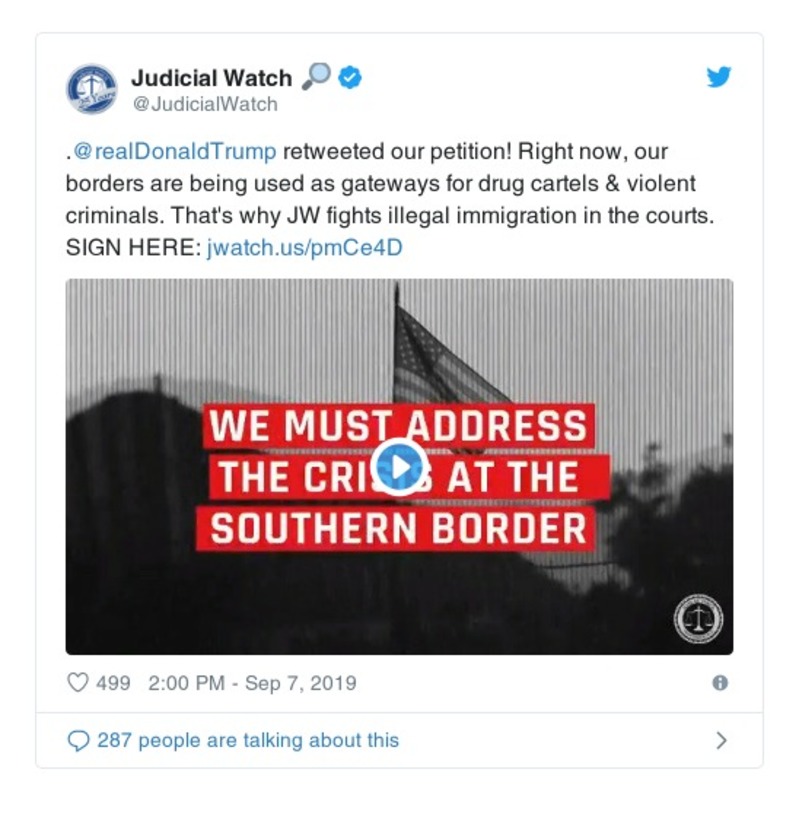 Judicial Watch
@JudicialWatch
.@realDonaldTrump retweeted our petition! Right now, our
borders are being used as gateways for drug cartels & violent
criminals. That's why JW fights illegal immigration in the courts.
SIGN HERE: jwatch.us/pmCe4D
WE MUST ADDRESS
THE CRISIS AT THE
SOUTHERN BORDER
499 2:00 PM - Sep 7, 2019
287 people are talking about this